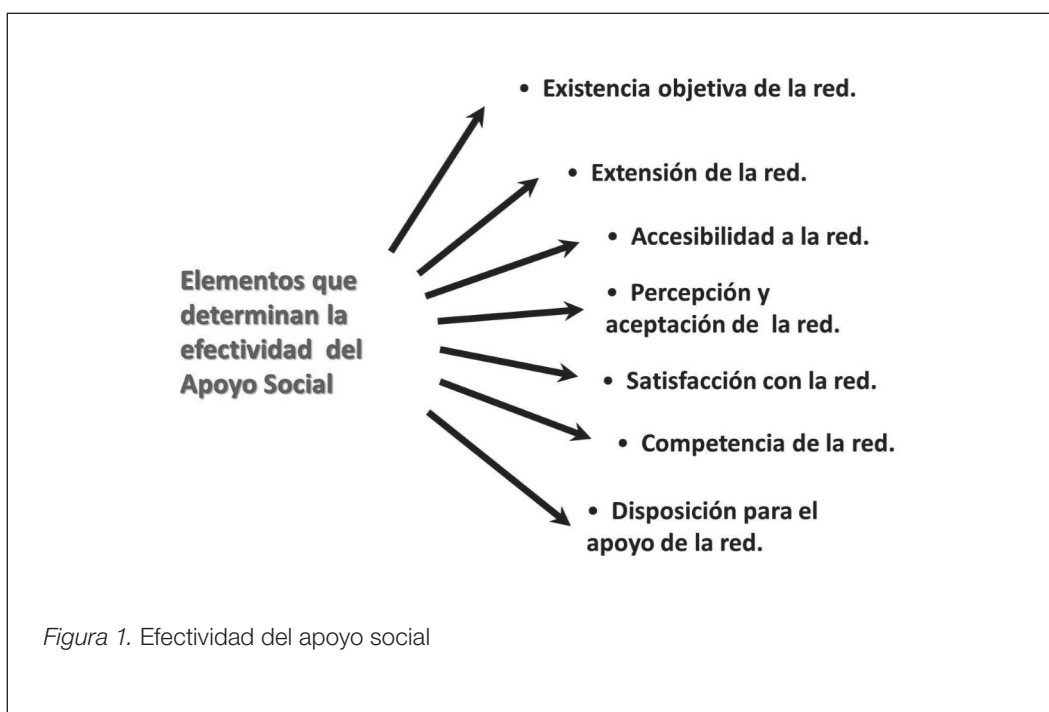 • Existencia objetiva de la red.
• Extensión de la red.
• Accesibilidad a la red.
Elementos que
determinan la
efectividad del
Apoyo Social
• Percepción y
aceptación de la red.
• Satisfacción con la red.
• Competencia de la red.
• Disposición para el
apoyo de la red.
Figura 1. Efectividad del apoyo social